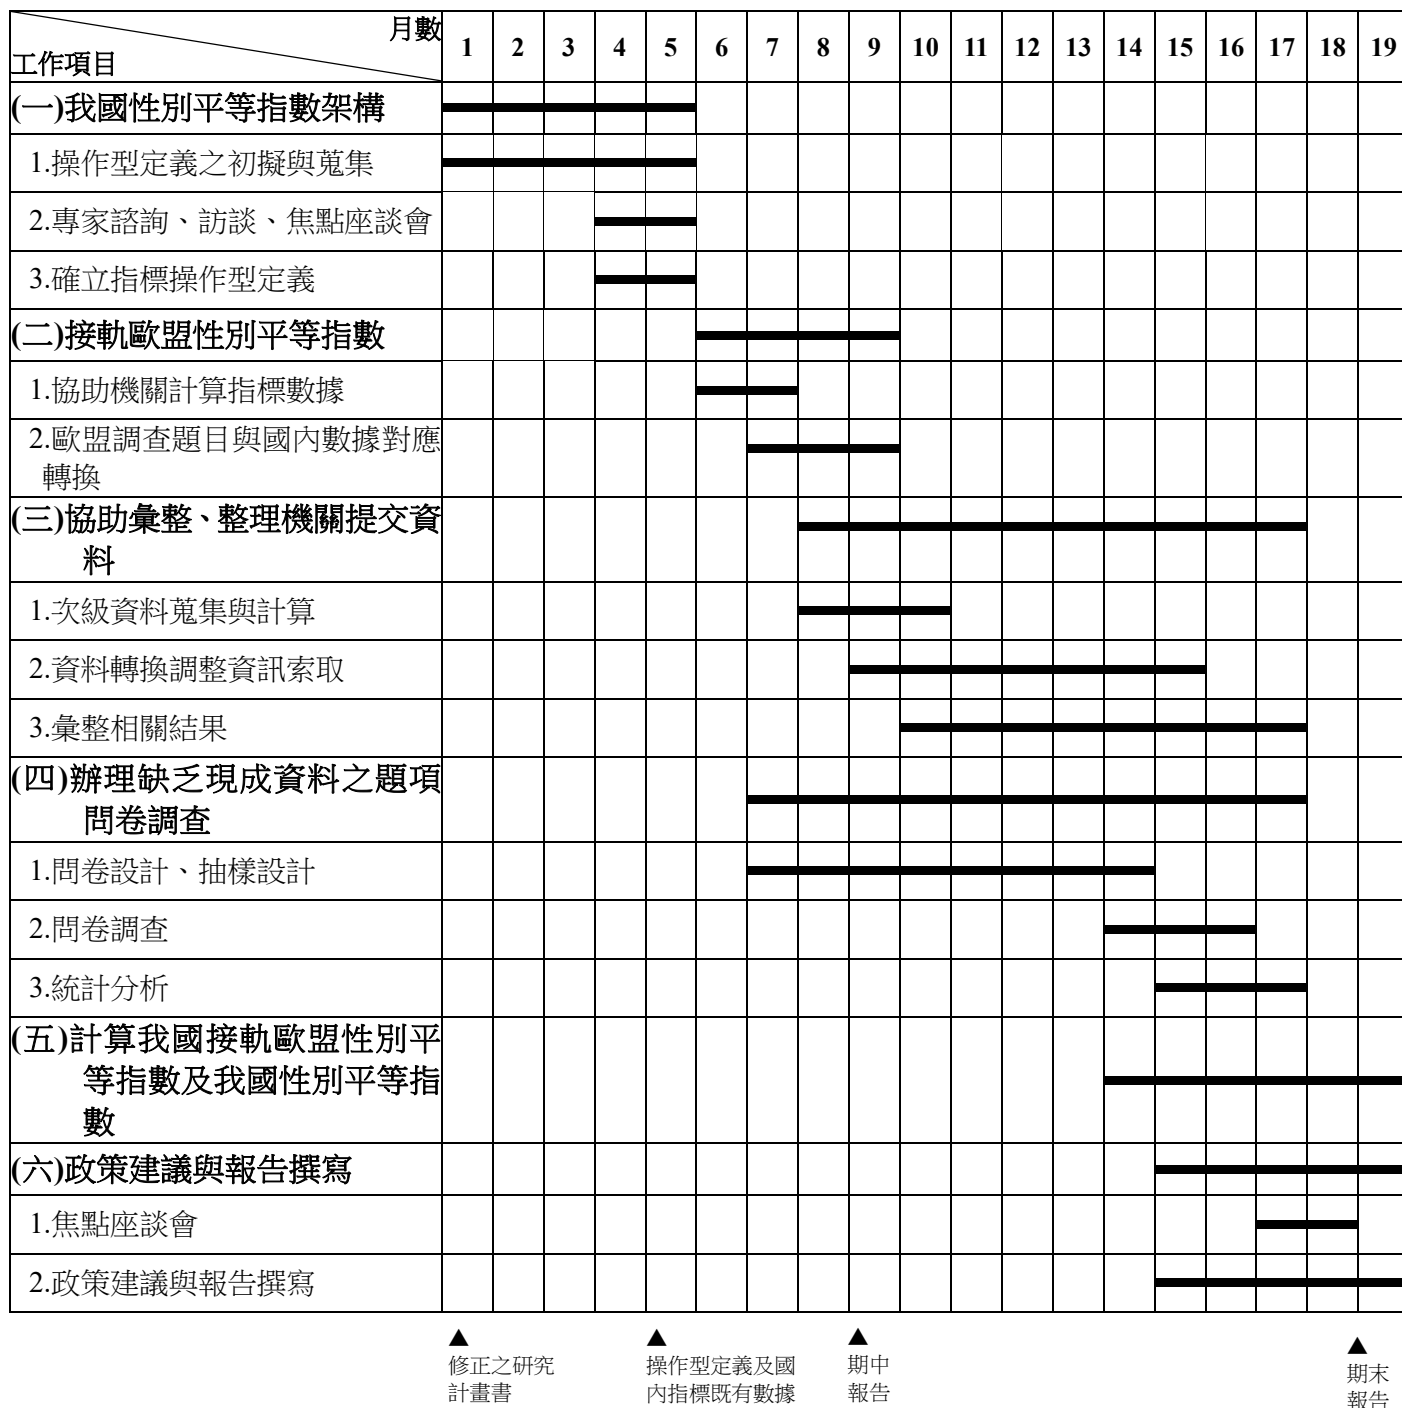 月數
工作項目
1 2 3 4 5 6 7 8 9 10 11 12 13 14 15 16 17 18 19
(一)我國性別平等指數架構
1.操作型定義之初擬與蒐集
2.專家諮詢、訪談、焦點座談會
3.確立指標操作型定義
(二)接軌歐盟性別平等指數
1.協助機關計算指標數據
2.歐盟調查題目與國內數據對應
轉換
(三)協助彙整、整理機關提交資
料
1.次級資料蒐集與計算
2.資料轉換調整資訊索取
3.彙整相關結果
(四)辦理缺乏現成資料之題項
問卷調查
1.問卷設計、抽樣設計
2.問卷調查
3.統計分析
(五)計算我國接軌歐盟性別平
等指數及我國性別平等指
數
(六)政策建議與報告撰寫
1.焦點座談會
2.政策建議與報告撰寫
▲
修正之研究
計畫書
▲
操作型定義及國
內指標既有數據
▲
期中
報告
▲
期末
報告